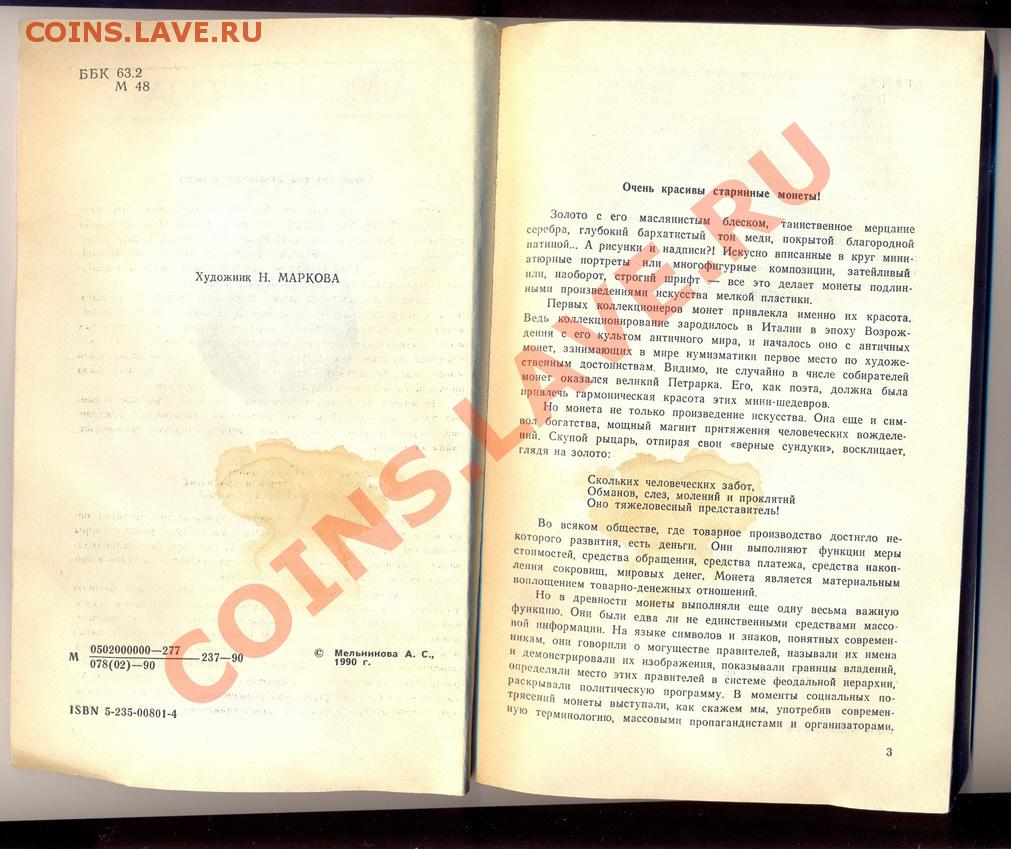 COINS.LAVE.RU
ББК 63.2
М 48
Художник Н. МАРКОВА
М 0502000000—277
078(02)—90
237—90
© Мельникова А. С.,
1990 г.
ISBN 5-235-00801-4
Очень красивы старинные монеты!
Золото с его маслянистым блеском, таинственное мерцание
серебра, глубокий бархатистый тон меди, покрытой благородной
патиной... А рисунки и надписи?! Искусно вписанные в круг мини-
атюрные портреты или многофигурные композиции, затейливый
или, наоборот, строгий шрифт — все это делает монеты подлин-
ными произведениями искусства мелкой пластики.
Первых коллекционеров монет привлекла именно их красота.
Ведь коллекционирование зародилось в Италии в эпоху Возрож-
дения с его культом античного мира, и началось оно с античных
монет, занимающих в мире нумизматики первое место по художе-
ственным достоинствам. Видимо, не случайно в числе собирателей
монет оказался великий Петрарка. Его, как поэта, должна была
привлечь гармоническая красота этих мини-шедевров.
Но монета не только произведение искусства. Она еще и сим-
вол богатства, мощный магнит притяжения человеческих вожделе-
ний. Скупой рыцарь, отпирая свои «верные сундуки», восклицает,
глядя на золото:
Скольких человеческих забот,
Обманов, слез, молений и проклятий
Оно тяжеловесный представитель!
Во всяком обществе, где товарное производство достигло не-
которого развития, есть деньги. Они выполняют функции меры
стоимостей, средства обращения, средства платежа, средства накоп-
ления сокровищ, мировых денег, Монета является материальным
воплощением товарно-денежных отношений.
Но в древности монеты выполняли еще одну весьма важную
функцию. Они были едва ли не единственными средствами массо-
вой информации. На языке символов и знаков, понятных современ-
никам, они говорили о могуществе правителей, называли их имена
и демонстрировали их изображения, показывали границы владений,
определяли место этих правителей в системе феодальной иерархии,
раскрывали политическую программу. В моменты социальных по-
трясений монеты выступали, как скажем мы, употребив современ-
ную терминологию, массовыми пропагандистами и организаторами,
3
COINS.LAVE.RU